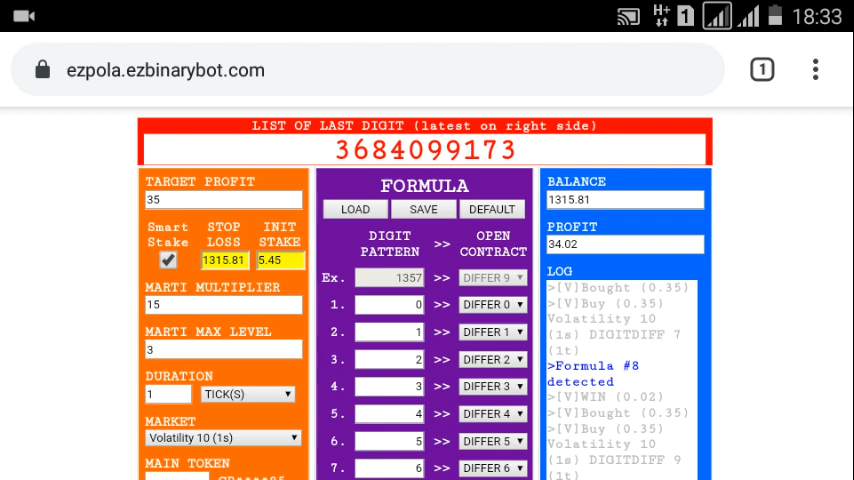 H+ 1 18:33
ezpola.ezbinarybot.com 1
LIST OF LAST DIGIT (latest on right side)
3684099173
TARGET PROFIT
35
Smart Stake STOP LOSS INIT STAKE
1315.81 5.45
MARTI MULTIPLIER
15
MARTI MAX LEVEL
3
DURATION
1 TICK(S)
MARKET
Volatility 10 (1s)
MAIN TOKEN
FORMULA
LOAD SAVE DEFAULT
DIGIT PATTERN >> OPEN CONTRACT
Ex. 1357 >> DIFFER 9
1. 0 >> DIFFER 0
2. 1 >> DIFFER 1
3. 2 >> DIFFER 2
4. 3 >> DIFFER 3
5. 4 >> DIFFER 4
6. 5 >> DIFFER 5
7. 6 >> DIFFER 6
BALANCE
1315.81
PROFIT
34.02
LOG
>[V]Bought (0.35)
>[V]Buy (0.35)
Volatility 10
(1s) DIGITDIFF 7
(1t)
>Formula #8
detected
>[V]WIN (0.02)
>[V]Bought (0.35)
>[V]Buy (0.35)
Volatility 10
(1s) DIGITDIFF 9
(1t)